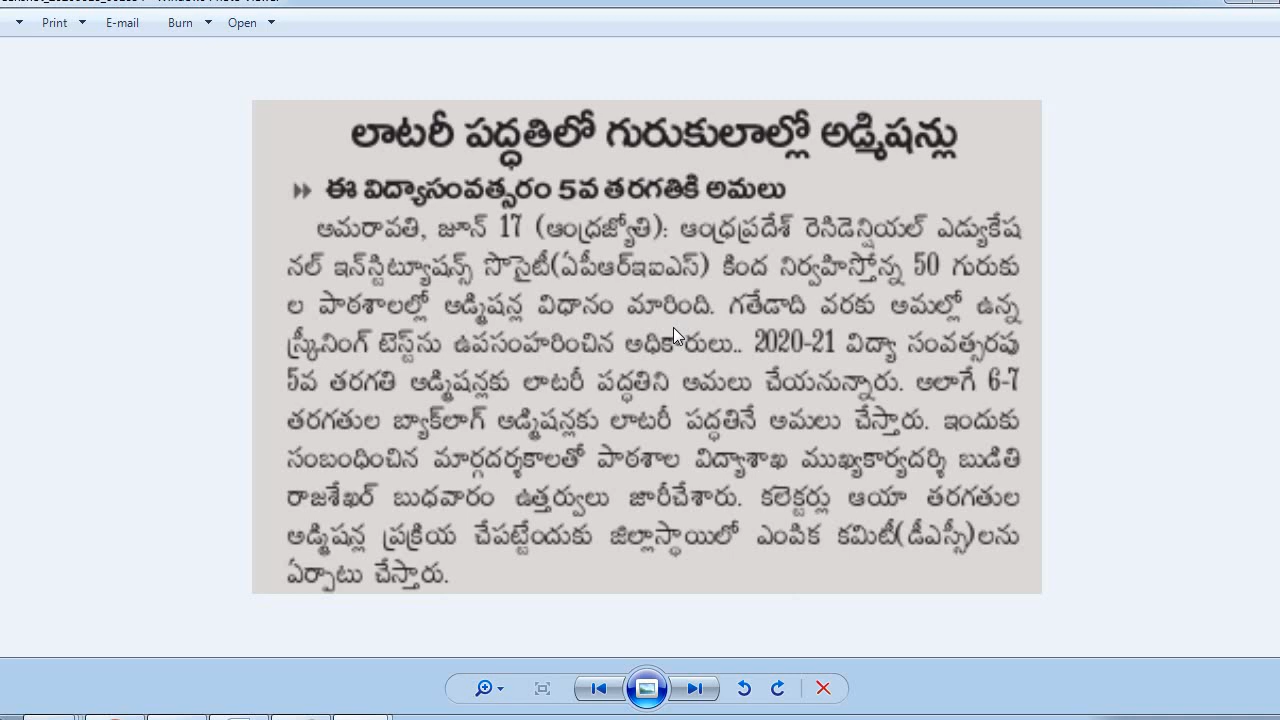 Print
E-mail
Burn
Open
లాటరీ పద్ధతిలో గురుకులాల్లో అడ్మిషన్లు
ఈ విద్యాసంవత్సరం 5వ తరగతికి అమలు
అమరావతి, జూన్ 17 (ఆంధ్రజ్యోతి): ఆంధ్రప్రదేశ్ రెసిడెన్షియల్ ఎడ్యుకేష
నల్ ఇన్‌స్టిట్యూషన్స్ సొసైటీ(ఏపీఆర్ఇఐఎస్) కింద నిర్వహిస్తోన్న 50 గురుకు
ల పాఠశాలల్లో అడ్మిషన్ల విధానం మారింది. గతేడాది వరకు అమల్లో ఉన్న
స్క్రీనింగ్ టెస్ట్‌ను ఉపసంహరించిన అధికారులు.. 2020-21 విద్యా సంవత్సరపు
5వ తరగతి అడ్మిషన్లకు లాటరీ పద్ధతిని అమలు చేయనున్నారు. అలాగే 6-7
తరగతుల బ్యాక్‌లాగ్ అడ్మిషన్లకు లాటరీ పద్ధతినే అమలు చేస్తారు. ఇందుకు
సంబంధించిన మార్గదర్శకాలతో పాఠశాల విద్యాశాఖ ముఖ్యకార్యదర్శి బుడితి
రాజశేఖర్ బుధవారం ఉత్తర్వులు జారీచేశారు. కలెక్టర్లు ఆయా తరగతుల
అడ్మిషన్ల ప్రక్రియ చేపట్టేందుకు జిల్లాస్థాయిలో ఎంపిక కమిటీ(డీఎస్సీ)లను
ఏర్పాటు చేస్తారు.